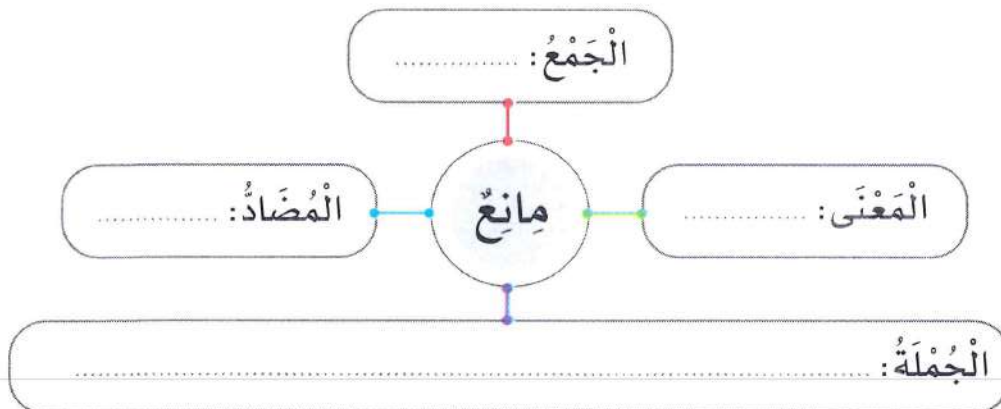 الْجَمْعُ: ..............
الْمَعْنَى: ..............
مِانِعٌ
الْمُضَادُّ: ..............
الْجُمْلَةُ: ..........................................................................................